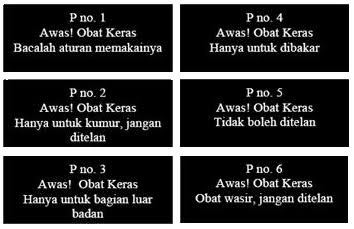 P no. 1
Awas! Obat Keras
Bacalah aturan memakainya
P no. 2
Awas! Obat Keras
Hanya untuk kumur, jangan
ditelan
P no. 3
Awas! Obat Keras
Hanya untuk bagian luar
badan
P no. 4
Awas! Obat Keras
Hanya untuk dibakar
P no. 5
Awas! Obat Keras
Tidak boleh ditelan
P no. 6
Awas! Obat Keras
Obat wasir, jangan ditelan